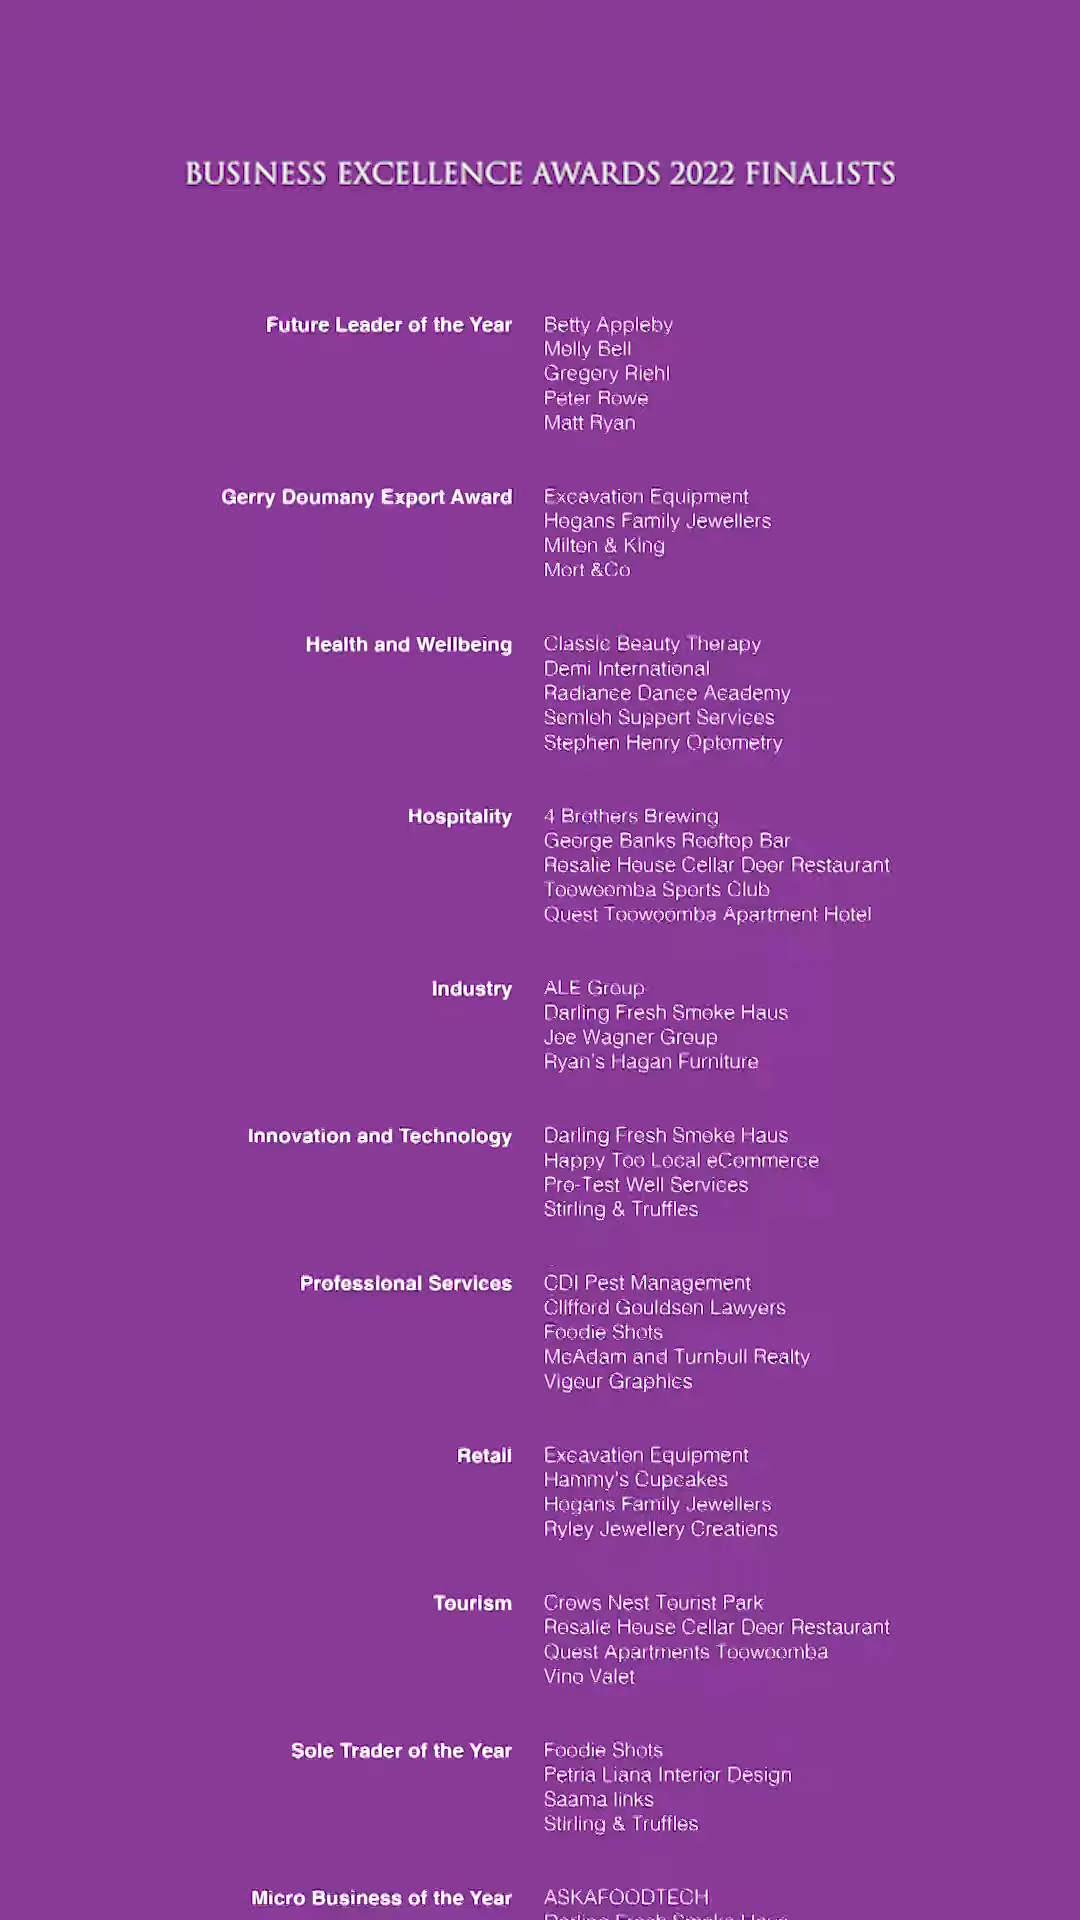 BUSINESS EXCELLENCE AWARDS 2022 FINALISTS
Future Leader of the Year Betty Appleby
Molly Bell
Gregory Riehl
Peter Rowe
Matt Ryan
Gerry Doumany Export Award Excavation Equipment
Hogans Family Jewellers
Milton & King
Mort &Co
Health and Wellbeing Classic Beauty Therapy
Demi International
Radiance Dance Academy
Semloh Support Services
Stephen Henry Optometry
Hospitality 4 Brothers Brewing
George Banks Rooftop Bar
Rosalie House Cellar Door Restaurant
Toowoomba Sports Club
Quest Toowoomba Apartment Hotel
Industry ALE Group
Darling Fresh Smoke Haus
Joe Wagner Group
Ryan's Hagan Furniture
Innovation and Technology Darling Fresh Smoke Haus
Happy Too Local eCommerce
Pro-Test Well Services
Stirling & Truffles
Professional Services CDI Pest Management
Clifford Gouldson Lawyers
Foodie Shots
McAdam and Turnbull Realty
Vigour Graphics
Retail Excavation Equipment
Hammy's Cupcakes
Hogans Family Jewellers
Ryley Jewellery Creations
Tourism Crows Nest Tourist Park
Rosalie House Cellar Door Restaurant
Quest Apartments Toowoomba
Vino Valet
Sole Trader of the Year Foodie Shots
Petria Liana Interior Design
Saama links
Stirling & Truffles
Micro Business of the Year ASKAFOODTECH